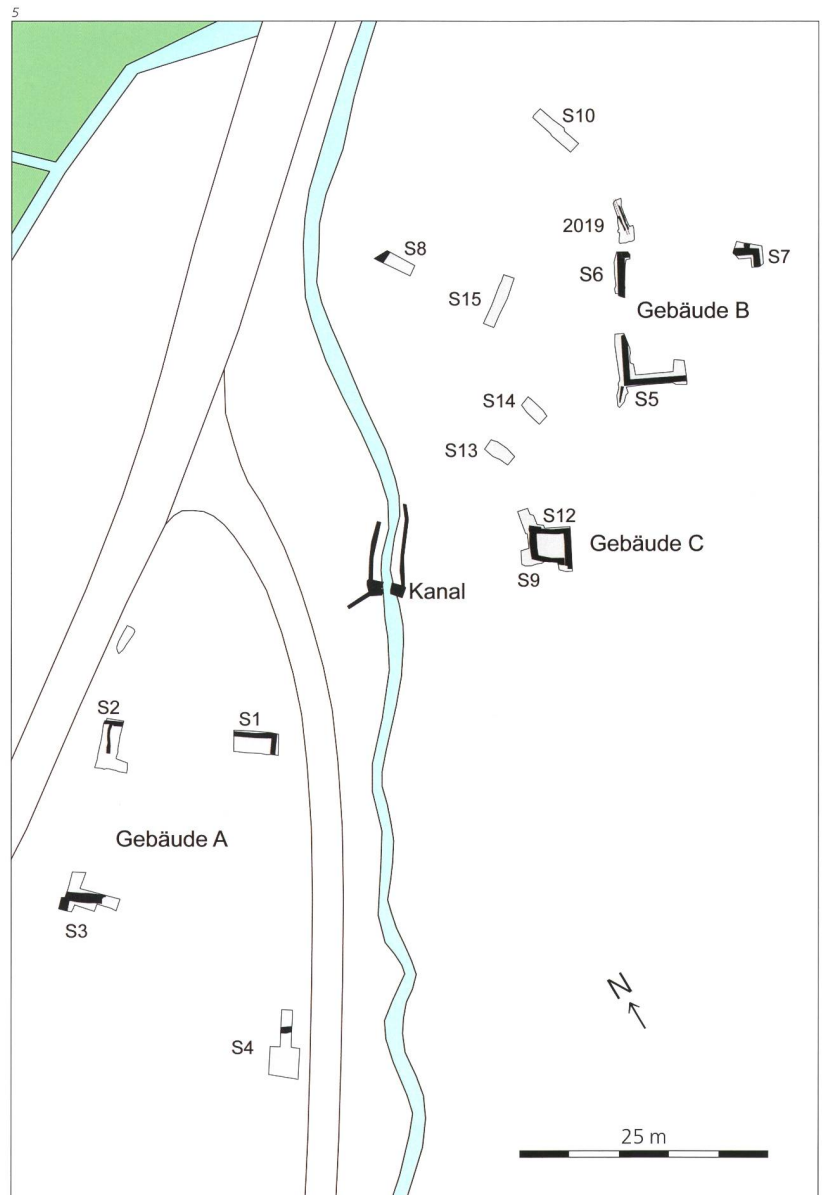 5
S10
2019
S8
S7
S6
S15
Gebäude B
S14
S5
S13
S12
Gebäude C
S9
Kanal
S2
S1
Gebäude A
S3
N
S4
25 m